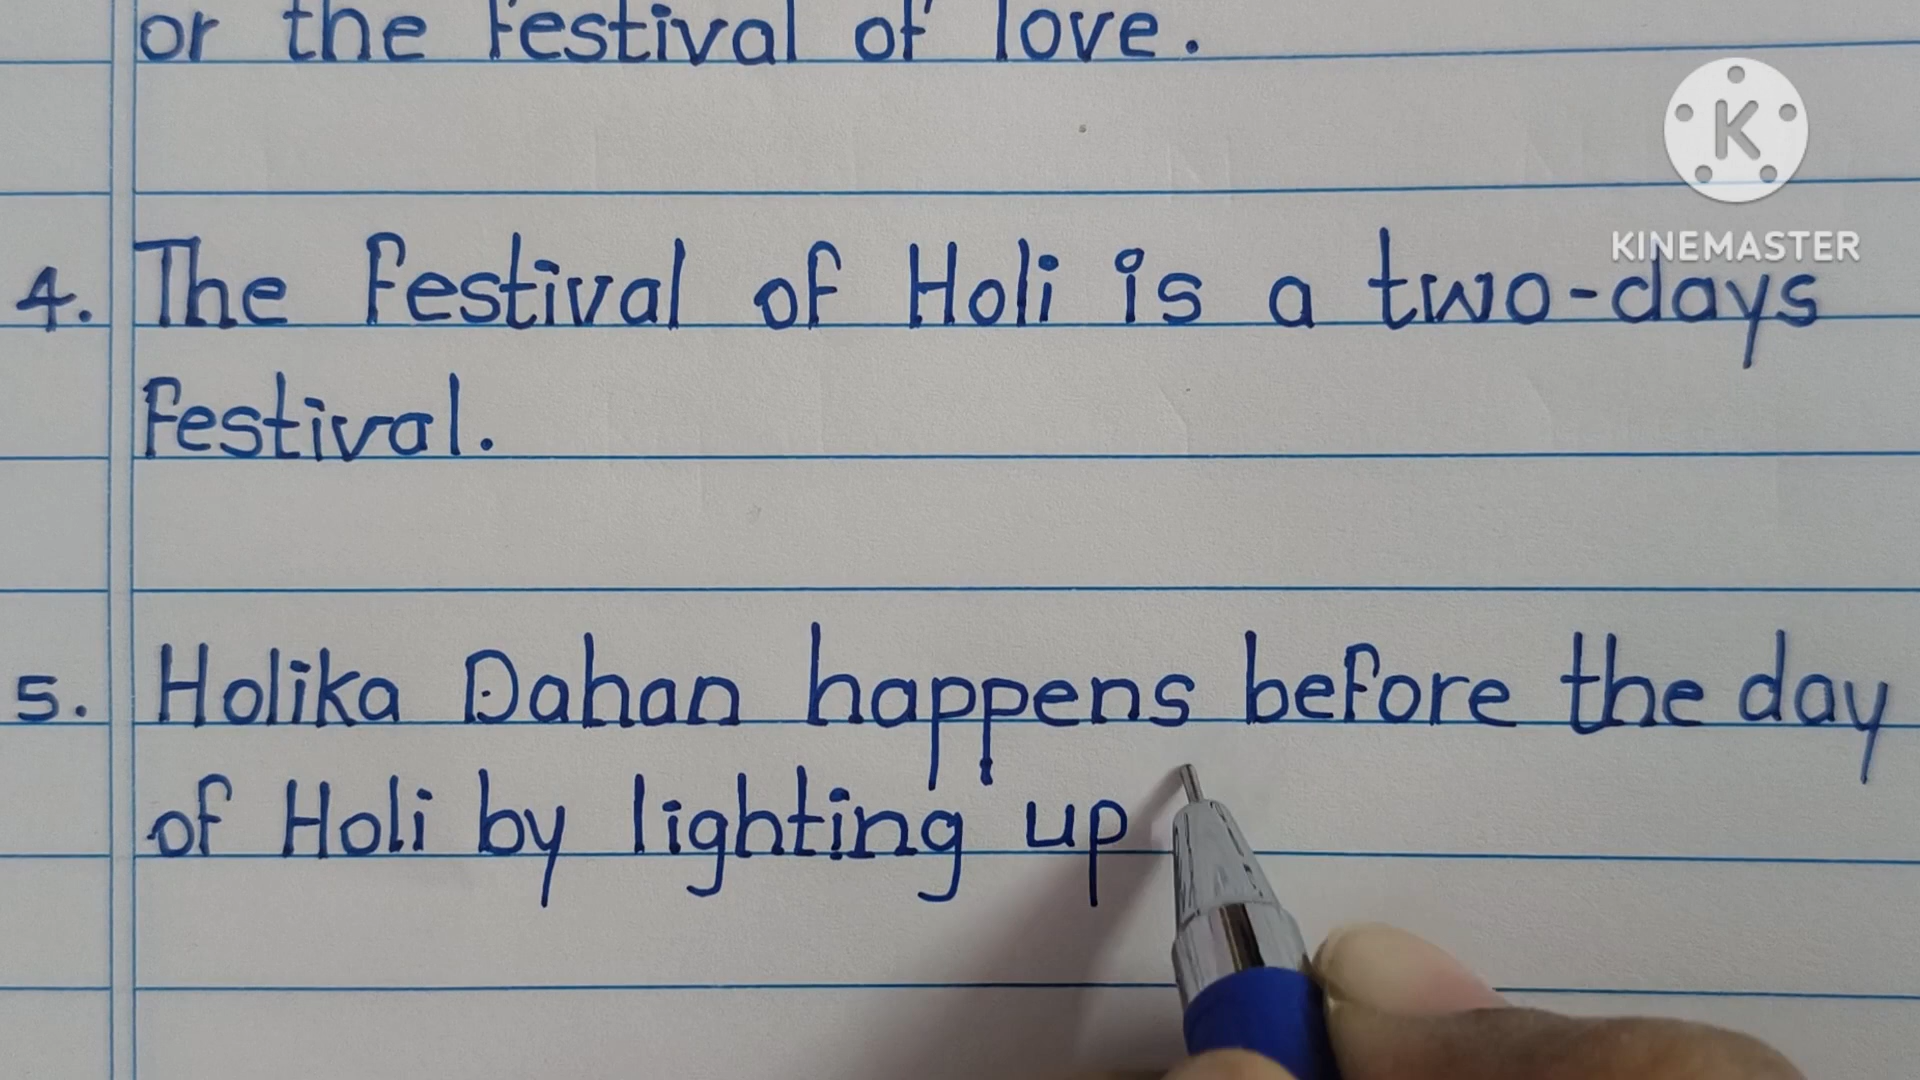 or the festival of love.
KINEMASTER
4. The festival of Holi is a two-days
festival.
5. Holika Dahan happens before the day
of Holi by lighting up